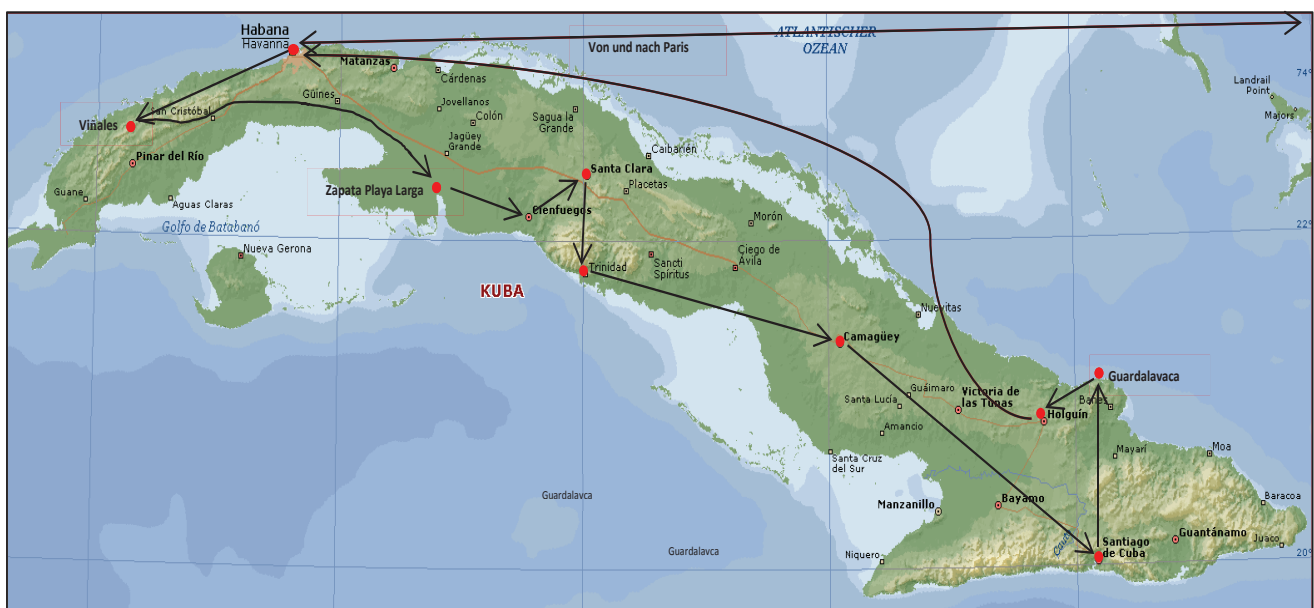 Habana
Havanna
ATLANTISCHER
OZEAN
Von und nach Paris
Matanzas
Cárdenas
74°
Landrail
Point
Majors
Güines
San Cristóbal
Jovellanos
Colón
Sagua la
Grande
Viñales
Jagüey
Grande
Caibarién
Pinar del Río
Santa Clara
Placetas
Zapata Playa Larga
Guane
Aguas Claras
Cienfuegos
Morón
Golfo de Batabanó
22°
Nueva Gerona
Trinidad
Sancti
Spíritus
Ciego de
Ávila
KUBA
Nuevitas
Camagüey
Guardalavaca
Guáimaro
Victoria de
las Tunas
Santa Lucía
Banes
Holguín
Amancio
Santa Cruz
del Sur
Mayarí
Moa
Guardalavca
Manzanillo
Bayamo
Baracoa
Guantánamo
Cauto
Santiago
de Cuba
Juaco
Guardalavca
Niquero
20°